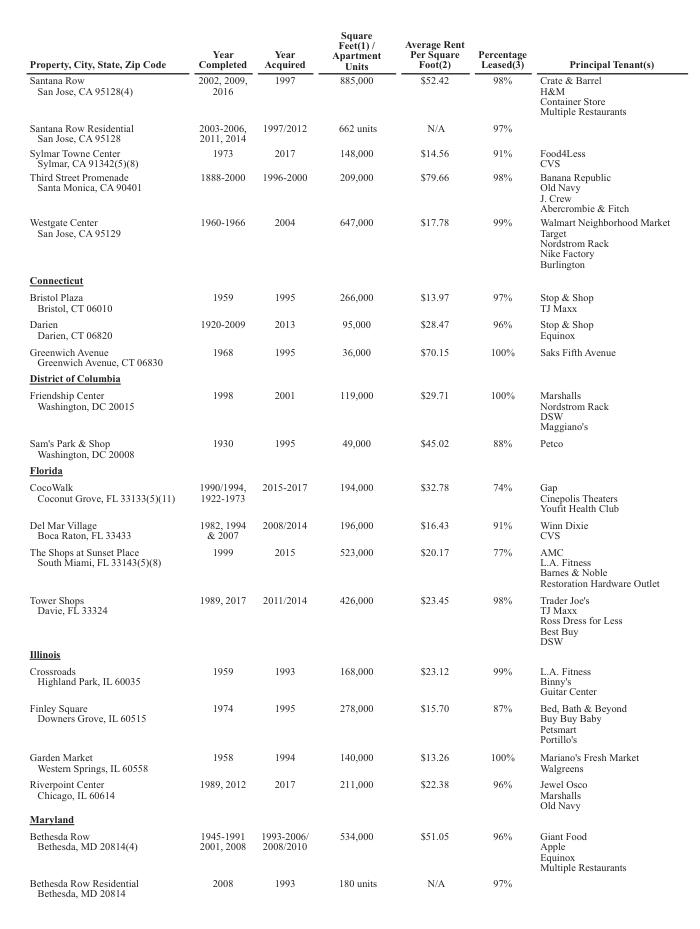 Property, City, State, Zip Code Year Completed Year Acquired Square Feet(1) / Apartment Units Average Rent Per Square Foot(2) Percentage Leased(3) Principal Tenant(s)
Santana Row 2002, 2009, 1997 885,000 $52.42 98% Crate & Barrel
San Jose, CA 95128(4) 2016 H&M
Container Store
Multiple Restaurants
Santana Row Residential 2003-2006, 1997/2012 662 units N/A 97%
San Jose, CA 95128 2011, 2014
Sylmar Towne Center 1973 2017 148,000 $14.56 91% Food4Less
Sylmar, CA 91342(5)(8) CVS
Third Street Promenade 1888-2000 1996-2000 209,000 $79.66 98% Banana Republic
Santa Monica, CA 90401 Old Navy
J. Crew
Abercrombie & Fitch
Westgate Center 1960-1966 2004 647,000 $17.78 99% Walmart Neighborhood Market
San Jose, CA 95129 Target
Nordstrom Rack
Nike Factory
Burlington
Connecticut
Bristol Plaza 1959 1995 266,000 $13.97 97% Stop & Shop
Bristol, CT 06010 TJ Maxx
Darien 1920-2009 2013 95,000 $28.47 96% Stop & Shop
Darien, CT 06820 Equinox
Greenwich Avenue 1968 1995 36,000 $70.15 100% Saks Fifth Avenue
Greenwich Avenue, CT 06830
District of Columbia
Friendship Center 1998 2001 119,000 $29.71 100% Marshalls
Washington, DC 20015 Nordstrom Rack
DSW
Maggiano's
Sam's Park & Shop 1930 1995 49,000 $45.02 88% Petco
Washington, DC 20008
Florida
CocoWalk 1990/1994, 2015-2017 194,000 $32.78 74% Gap
Coconut Grove, FL 33133(5)(11) 1922-1973 Cinepolis Theaters
Youfit Health Club
Del Mar Village 1982, 1994 2008/2014 196,000 $16.43 91% Winn Dixie
Boca Raton, FL 33433 & 2007 CVS
The Shops at Sunset Place 1999 2015 523,000 $20.17 77% AMC
South Miami, FL 33143(5)(8) L.A. Fitness
Barnes & Noble
Restoration Hardware Outlet
Tower Shops 1989, 2017 2011/2014 426,000 $23.45 98% Trader Joe's
Davie, FL 33324 TJ Maxx
Ross Dress for Less
Best Buy
DSW
Illinois
Crossroads 1959 1993 168,000 $23.12 99% L.A. Fitness
Highland Park, IL 60035 Binny's
Guitar Center
Finley Square 1974 1995 278,000 $15.70 87% Bed, Bath & Beyond
Downers Grove, IL 60515 Buy Buy Baby
Petsmart
Portillo's
Garden Market 1958 1994 140,000 $13.26 100% Mariano's Fresh Market
Western Springs, IL 60558 Walgreens
Riverpoint Center 1989, 2012 2017 211,000 $22.38 96% Jewel Osco
Chicago, IL 60614 Marshalls
Old Navy
Maryland
Bethesda Row 1945-1991 1993-2006/ 534,000 $51.05 96% Giant Food
Bethesda, MD 20814(4) 2001, 2008 2008/2010 Apple
Equinox
Multiple Restaurants
Bethesda Row Residential 2008 1993 180 units N/A 97%
Bethesda, MD 20814